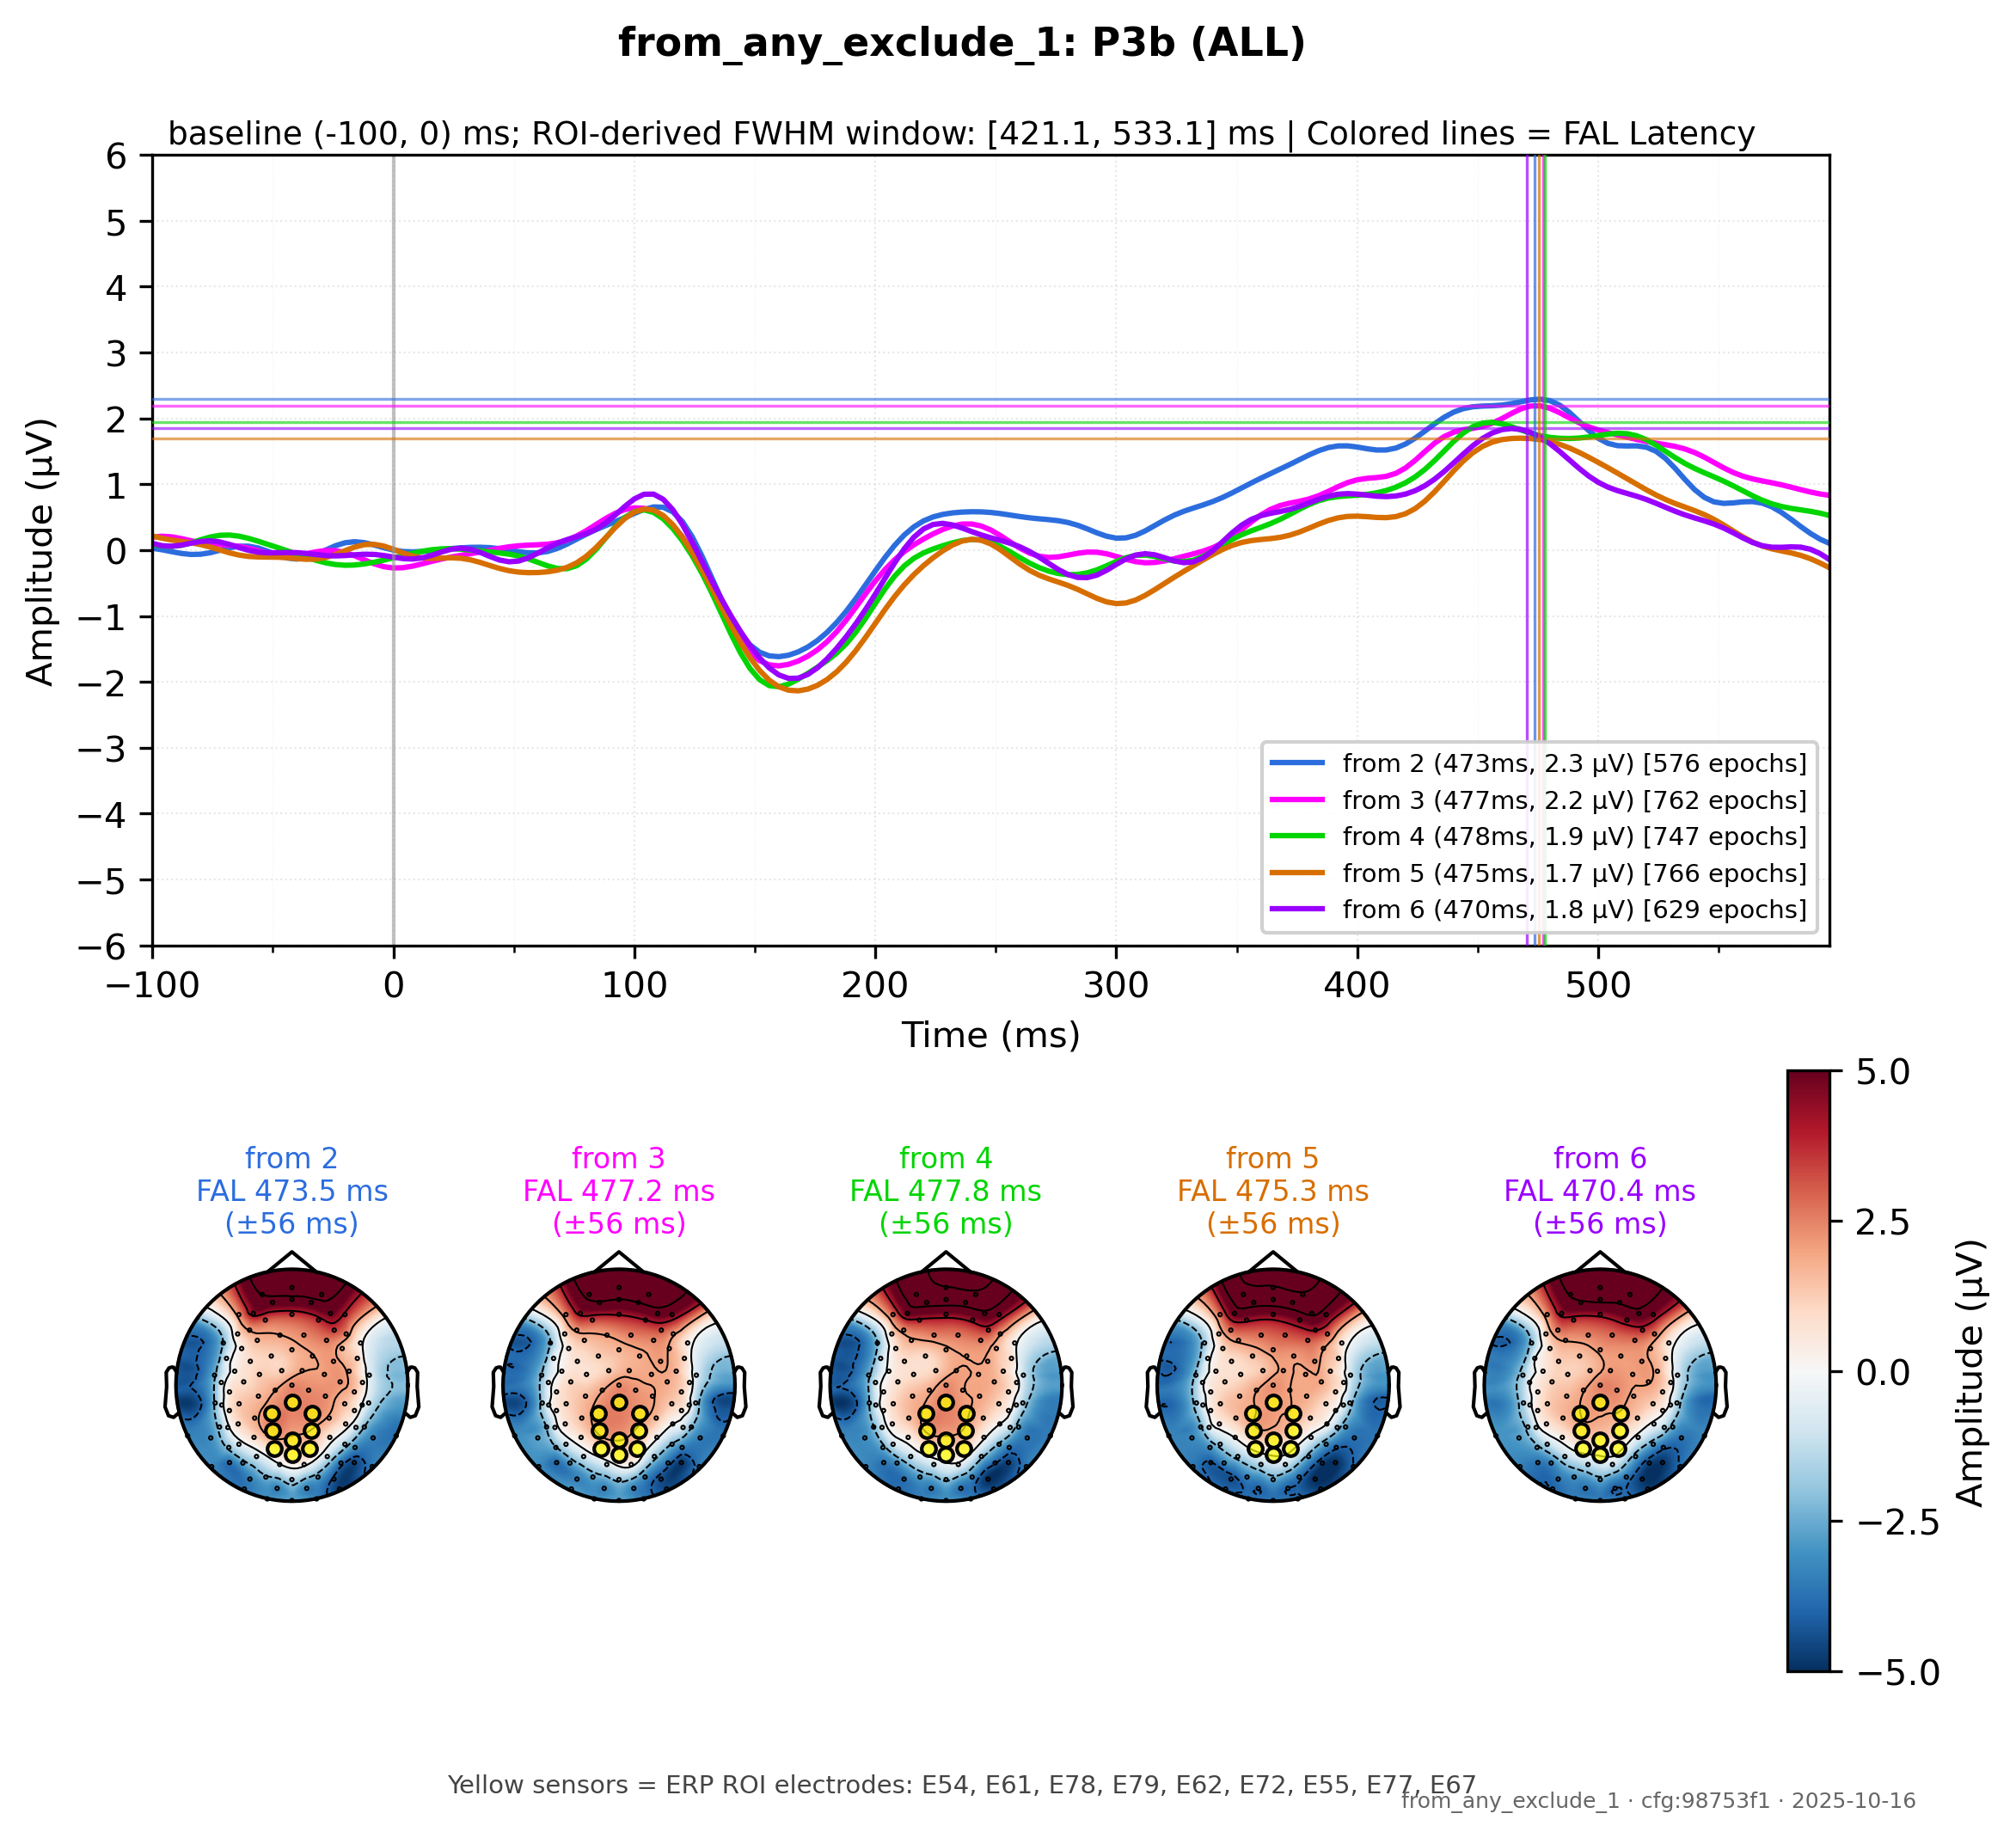 from_any_exclude_1: P3b (ALL)
baseline (-100, 0) ms; ROI-derived FWHM window: [421.1, 533.1] ms | Colored lines = FAL Latency
6
5
4
3
2
1
0
−1
−2
−3
−4
−5
−6
Amplitude (µV)
from 2 (473ms, 2.3 µV) [576 epochs]
from 3 (477ms, 2.2 µV) [762 epochs]
from 4 (478ms, 1.9 µV) [747 epochs]
from 5 (475ms, 1.7 µV) [766 epochs]
from 6 (470ms, 1.8 µV) [629 epochs]
−100 0 100 200 300 400 500
Time (ms)
from 2
FAL 473.5 ms
(±56 ms)
from 3
FAL 477.2 ms
(±56 ms)
from 4
FAL 477.8 ms
(±56 ms)
from 5
FAL 475.3 ms
(±56 ms)
from 6
FAL 470.4 ms
(±56 ms)
5.0
2.5
0.0
−2.5
−5.0
Amplitude (µV)
Yellow sensors = ERP ROI electrodes: E54, E61, E78, E79, E62, E72, E55, E77, E67
from_any_exclude_1 · cfg:98753f1 · 2025-10-16